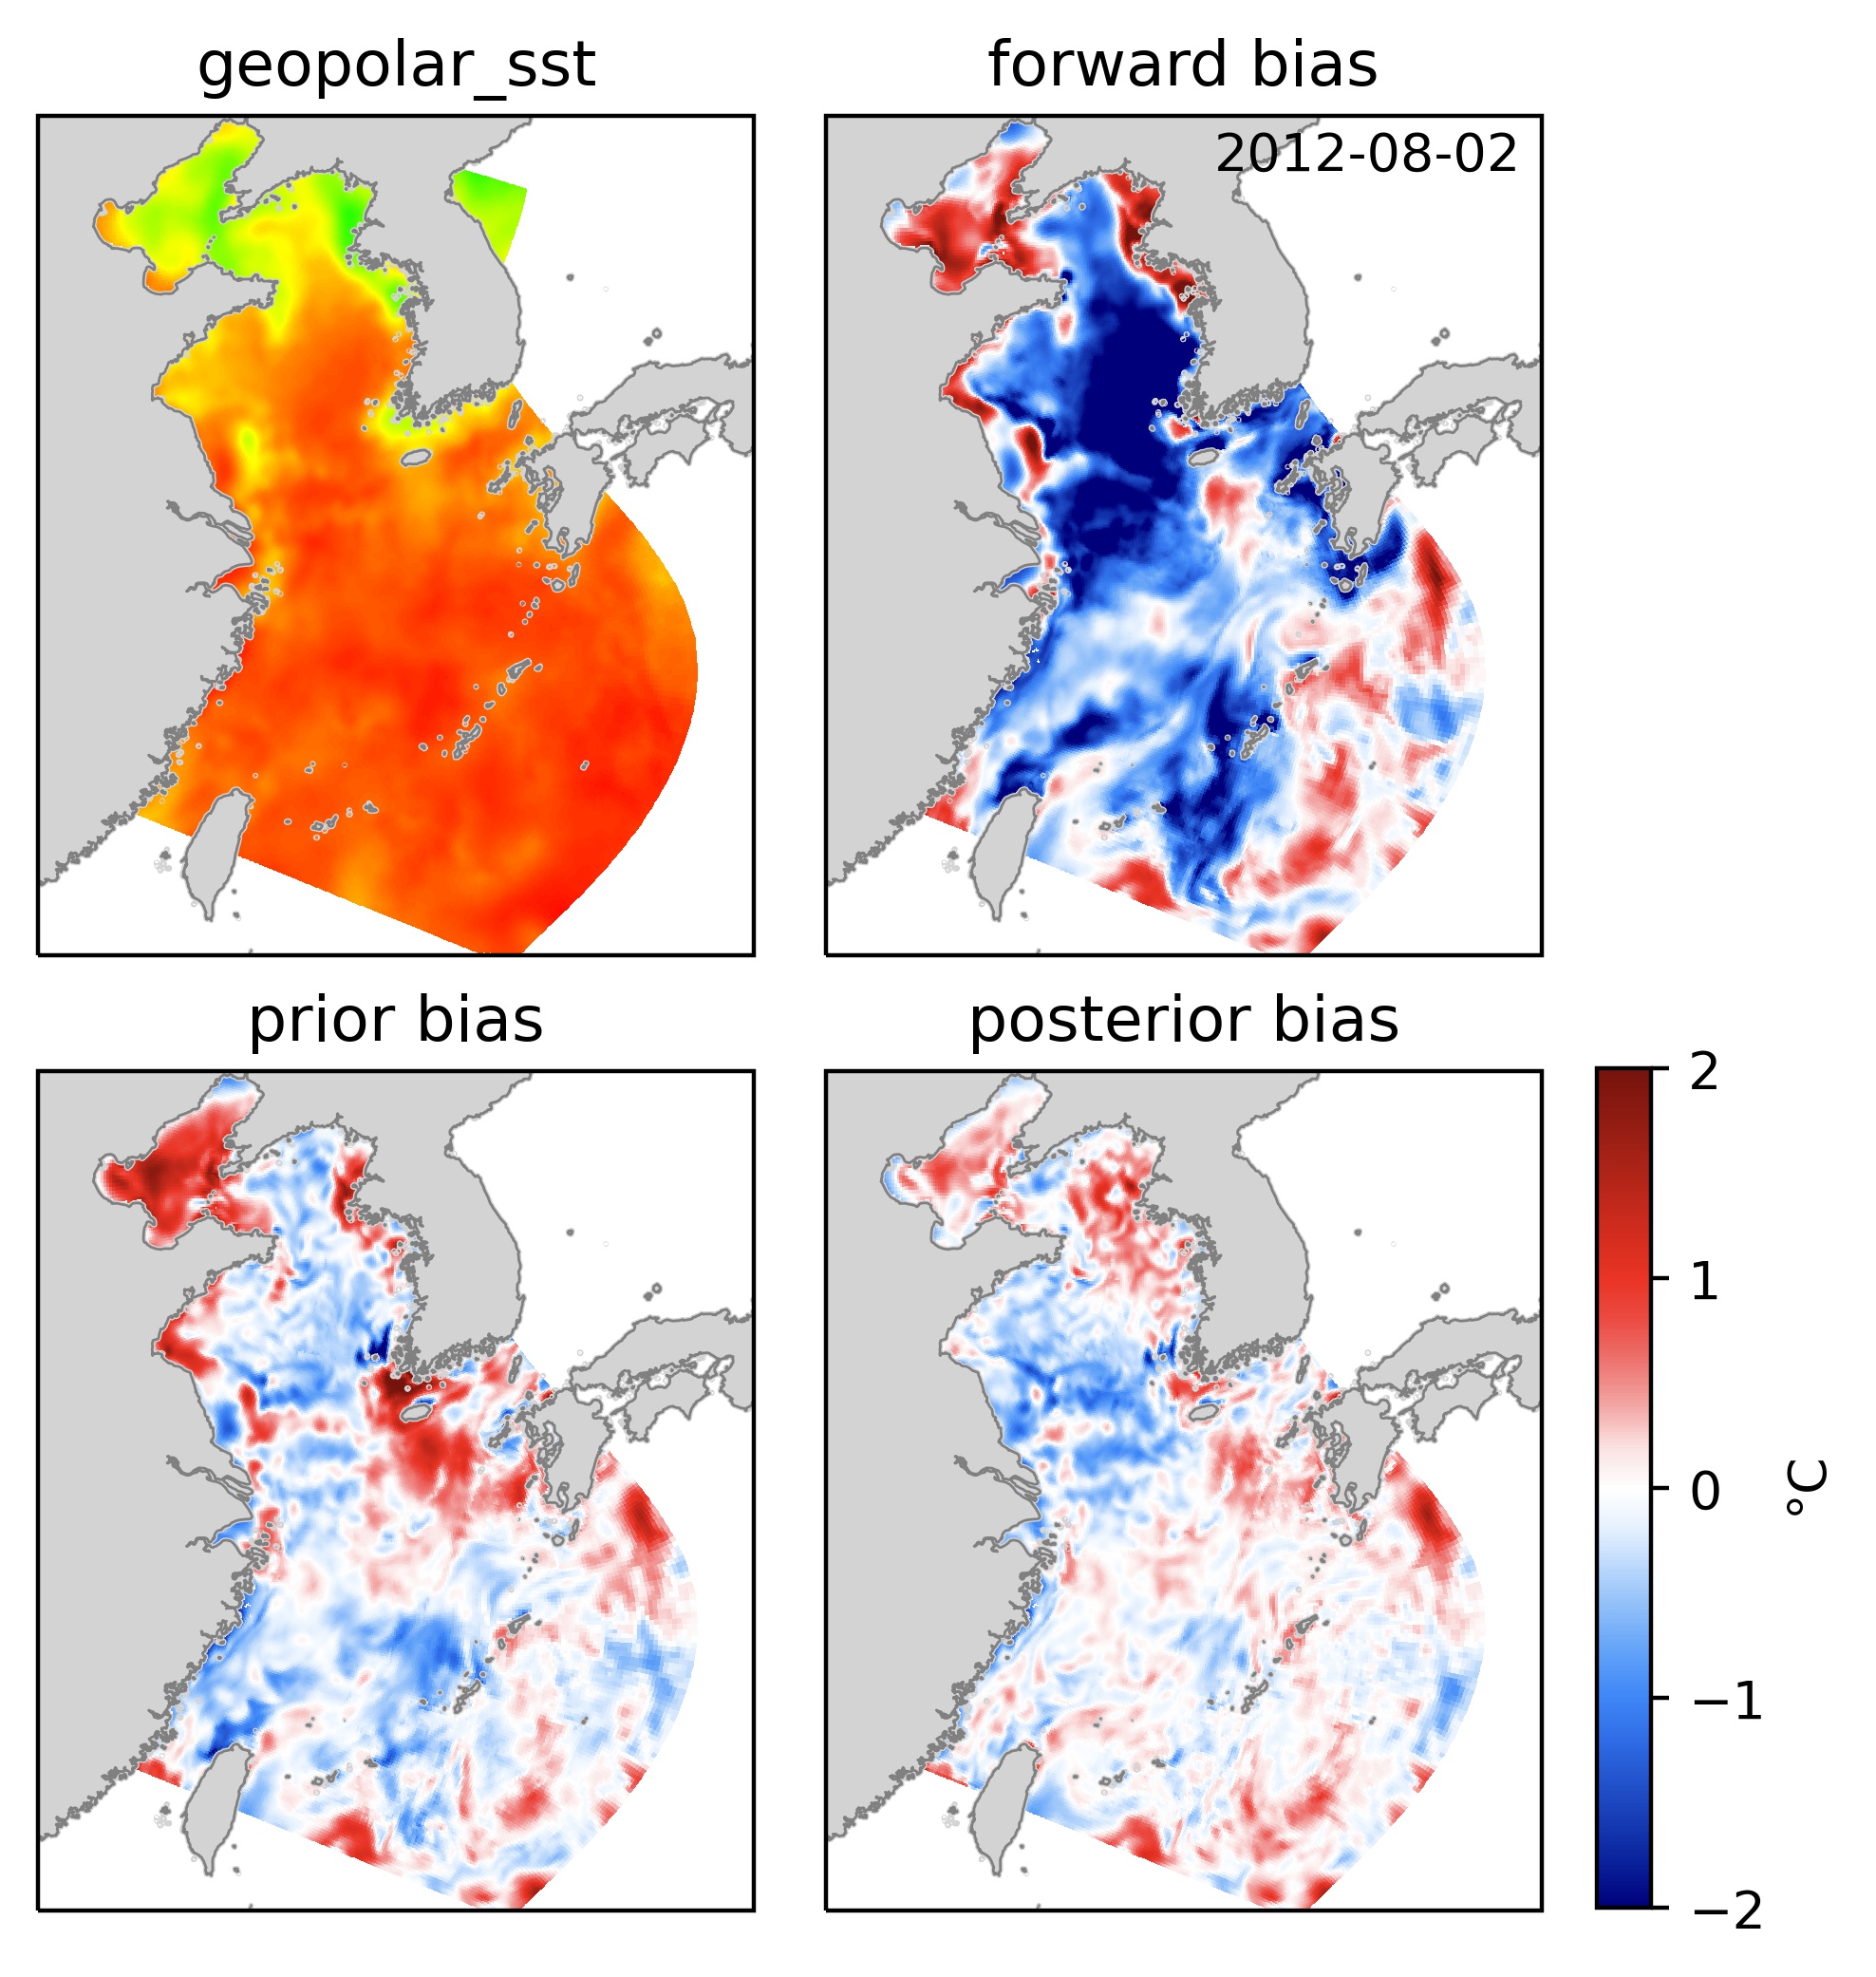 geopolar_sst
forward bias
2012-08-02
prior bias
posterior bias
2
1
0
−1
−2
°C